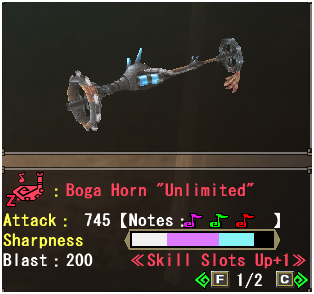 Z : Boga Horn "Unlimited"
Attack : 745【Notes : 】
Sharpness
Blast : 200 ≪Skill Slots Up+1≫
F 1/2 C